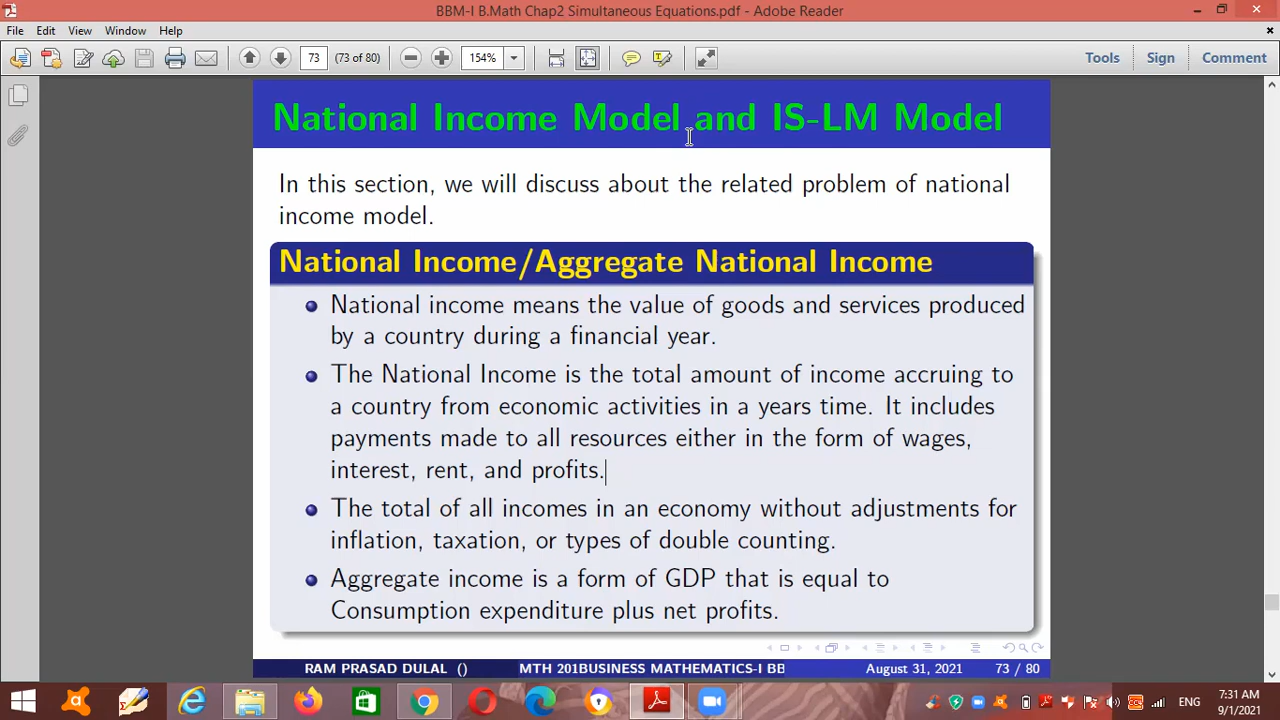 BBM-I B.Math Chap2 Simultaneous Equations.pdf - Adobe Reader
File Edit View Window Help
73 (73 of 80) 154% Tools Sign Comment
National Income Model and IS-LM Model
In this section, we will discuss about the related problem of national
income model.
National Income/Aggregate National Income
National income means the value of goods and services produced
by a country during a financial year.
The National Income is the total amount of income accruing to
a country from economic activities in a years time. It includes
payments made to all resources either in the form of wages,
interest, rent, and profits.
The total of all incomes in an economy without adjustments for
inflation, taxation, or types of double counting.
Aggregate income is a form of GDP that is equal to
Consumption expenditure plus net profits.
RAM PRASAD DULAL () MTH 201BUSINESS MATHEMATICS-I BB August 31, 2021 73 / 80
ENG 7:31 AM
9/1/2021